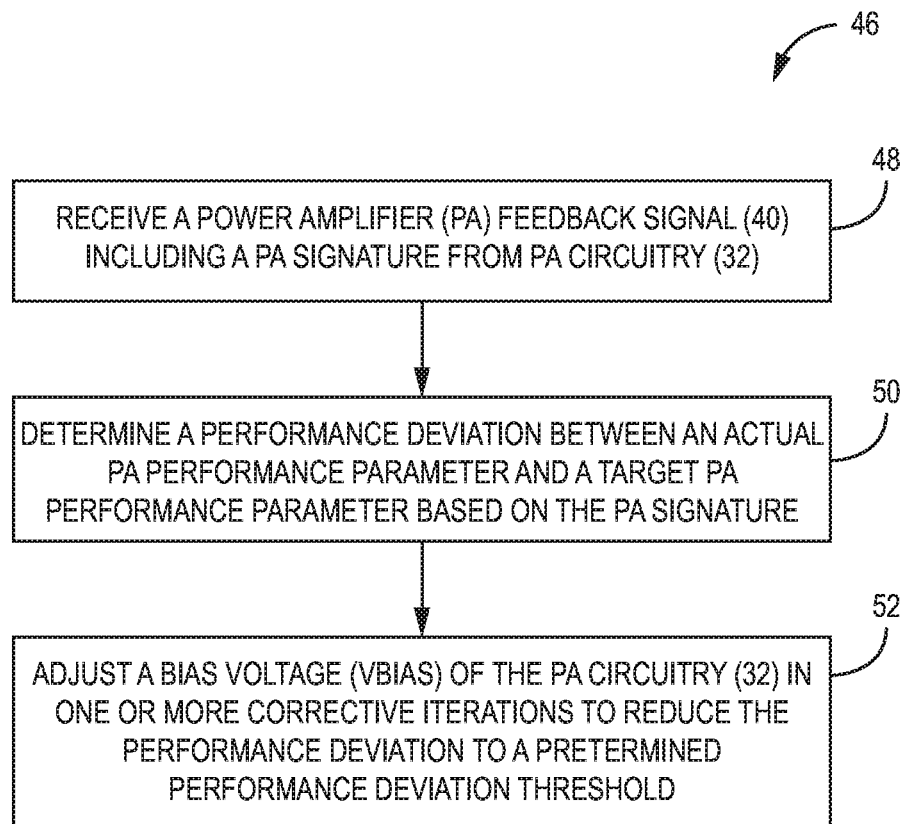 46
48
RECEIVE A POWER AMPLIFIER (PA) FEEDBACK SIGNAL (40)
INCLUDING A PA SIGNATURE FROM PA CIRCUITRY (32)
50
DETERMINE A PERFORMANCE DEVIATION BETWEEN AN ACTUAL
PA PERFORMANCE PARAMETER AND A TARGET PA
PERFORMANCE PARAMETER BASED ON THE PA SIGNATURE
52
ADJUST A BIAS VOLTAGE (VBIAS) OF THE PA CIRCUITRY (32) IN
ONE OR MORE CORRECTIVE ITERATIONS TO REDUCE THE
PERFORMANCE DEVIATION TO A PRETERMINED
PERFORMANCE DEVIATION THRESHOLD